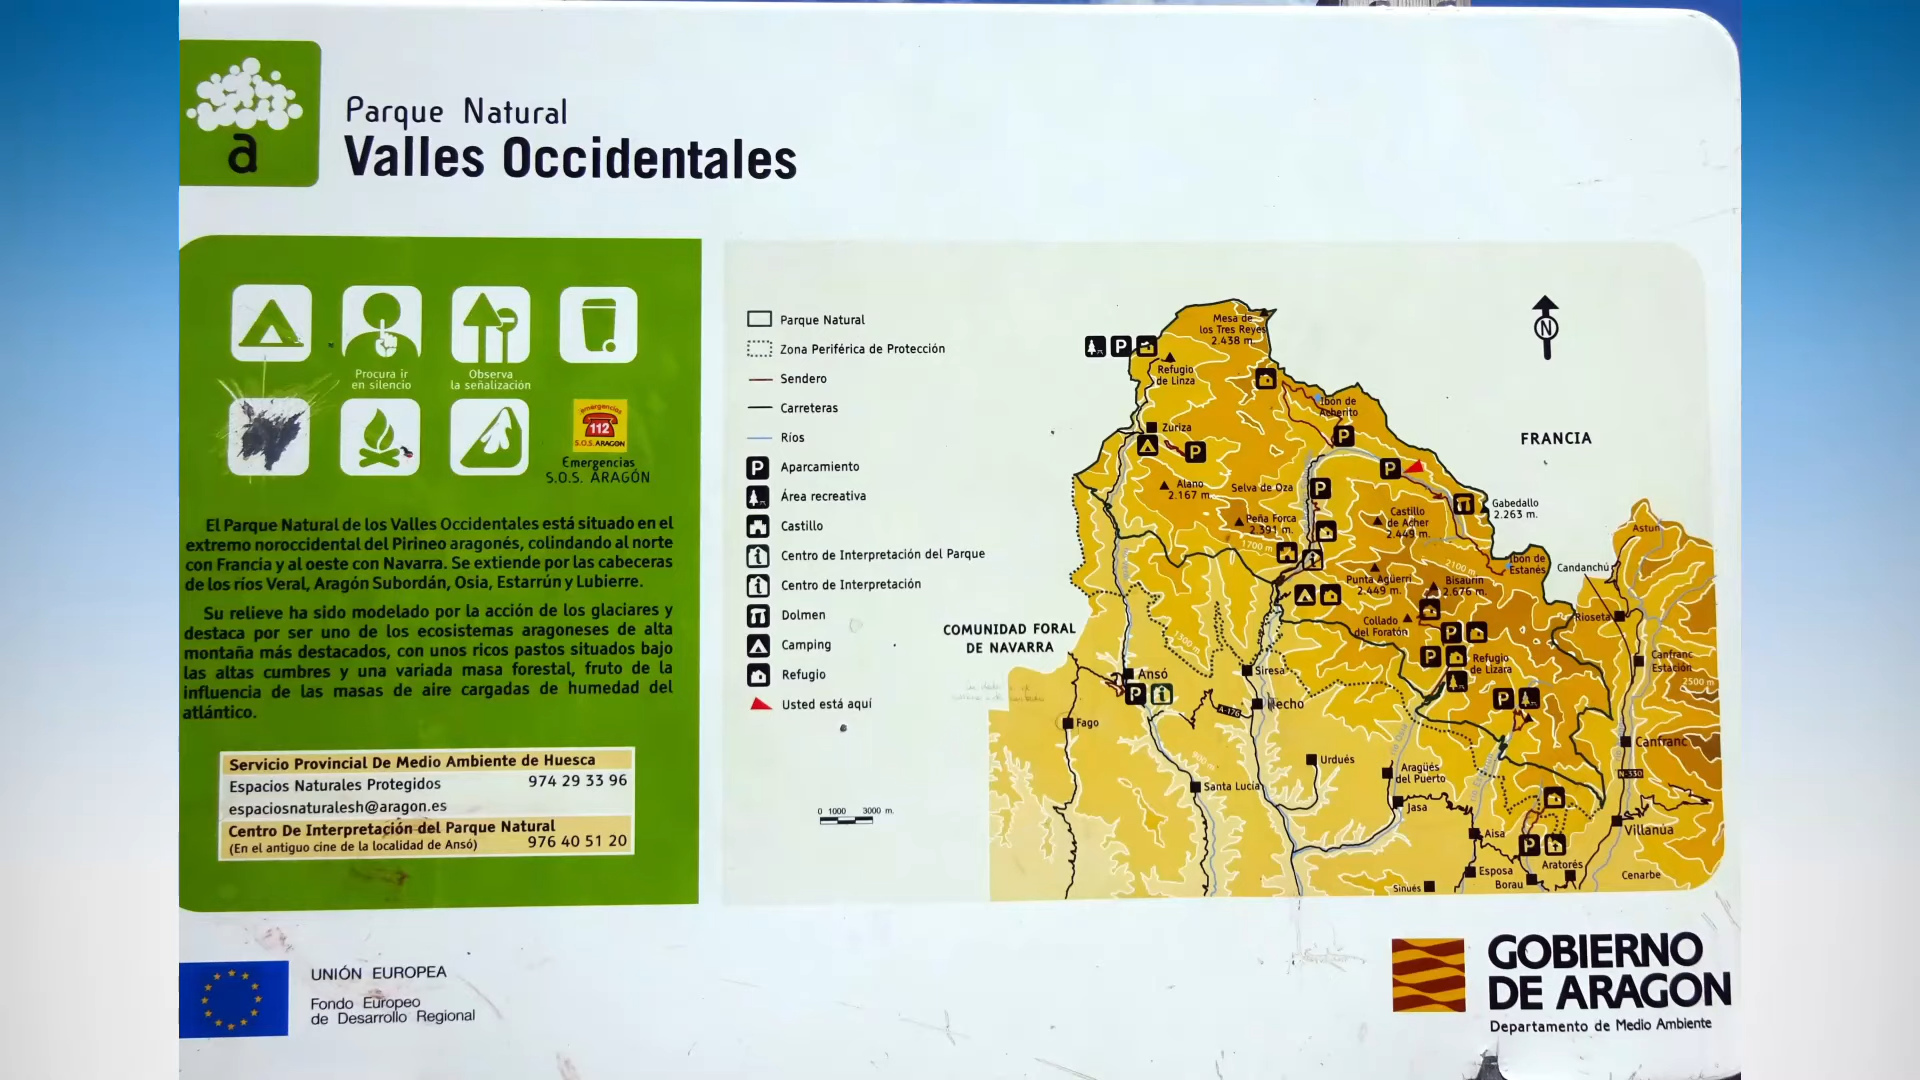 a
Parque Natural
Valles Occidentales
Procura ir
en silencio
Observa
la señalización
emergencias
112
S.O.S. ARAGON
Emergencias
S.O.S. ARAGÓN
El Parque Natural de los Valles Occidentales está situado en el
extremo noroccidental del Pirineo aragonés, colindando al norte
con Francia y al oeste con Navarra. Se extiende por las cabeceras
de los ríos Veral, Aragón Subordán, Osia, Estarrún y Lubierre.
Su relieve ha sido modelado por la acción de los glaciares y
destaca por ser uno de los ecosistemas aragoneses de alta
montaña más destacados, con unos ricos pastos situados bajo
las altas cumbres y una variada masa forestal, fruto de la
influencia de las masas de aire cargadas de humedad del
atlántico.
Servicio Provincial De Medio Ambiente de Huesca
Espacios Naturales Protegidos 974 29 33 96
espaciosnaturalesh@aragon.es
Centro De Interpretación del Parque Natural
(En el antiguo cine de la localidad de Ansó) 976 40 51 20
Parque Natural
Zona Periférica de Protección
Sendero
Carreteras
Ríos
P Aparcamiento
Área recreativa
Castillo
i Centro de Interpretación del Parque
i Centro de Interpretación
Dolmen
Camping
Refugio
Usted está aquí
0 1000 3000 m.
N
FRANCIA
COMUNIDAD FORAL
DE NAVARRA
Mesa de
los Tres Reyes
2.438 m.
P
Refugio
de Linza
Ibon de
Acherito
P
Zuriza
P
P
Alano
2.167 m.
Selva de Oza
P
Gabedallo
2.263 m.
Peña Forca
2.391 m.
Castillo
de Acher
2.449 m.
Astun
1700 m
i
2100 m
Ibon de
Estanés
Candanchú
Punta Agüerri
2.449 m.
Bisaurin
2.676 m.
Rioseta
Collado
del Foratón
P
1300 m
P
Refugio
de Lizara
Canfranc
Estación
2500 m
Siresa
Ansó
P
i
P
Hecho
A-176
Fago
Canfranc
900 m
Urdués
Aragüés
del Puerto
N-330
Santa Lucia
Jasa
Villanúa
Aisa
P
Aratorés
Esposa
Cenarbe
Borau
Sinués
UNIÓN EUROPEA
Fondo Europeo
de Desarrollo Regional
GOBIERNO
DE ARAGON
Departamento de Medio Ambiente